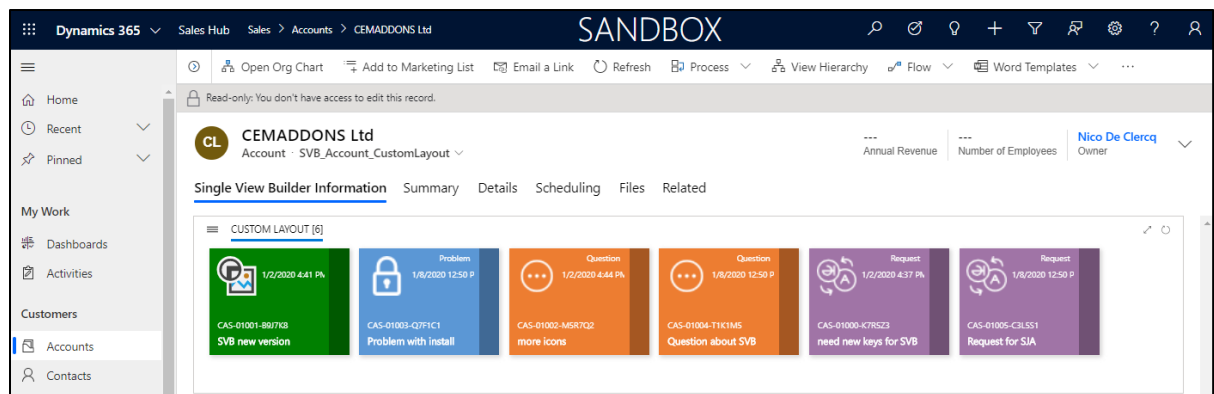 Dynamics 365 Sales Hub Sales > Accounts > CEMADDONS Ltd SANDBOX ?
Open Org Chart Add to Marketing List Email a Link Refresh Process View Hierarchy Flow Word Templates ...
Home
Recent
Pinned
My Work
Dashboards
Activities
Customers
Accounts
Contacts
Read-only: You don't have access to edit this record.
CL CEMADDONS Ltd
Account · SVB_Account_CustomLayout
---
Annual Revenue
---
Number of Employees
Nico De Clercq
Owner
Single View Builder Information Summary Details Scheduling Files Related
CUSTOM LAYOUT [6]
1/2/2020 4:41 PM
CAS-01001-B9J7K8
SVB new version
Problem
1/8/2020 12:50 P
CAS-01003-Q7F1C1
Problem with install
Question
1/2/2020 4:44 PM
CAS-01002-M5R7Q2
more icons
Question
1/8/2020 12:50 P
CAS-01004-T1K1M5
Question about SVB
Request
1/2/2020 4:37 PM
CAS-01000-K7R5Z3
need new keys for SVB
Request
1/8/2020 12:50 P
CAS-01005-C3L5S1
Request for SJA